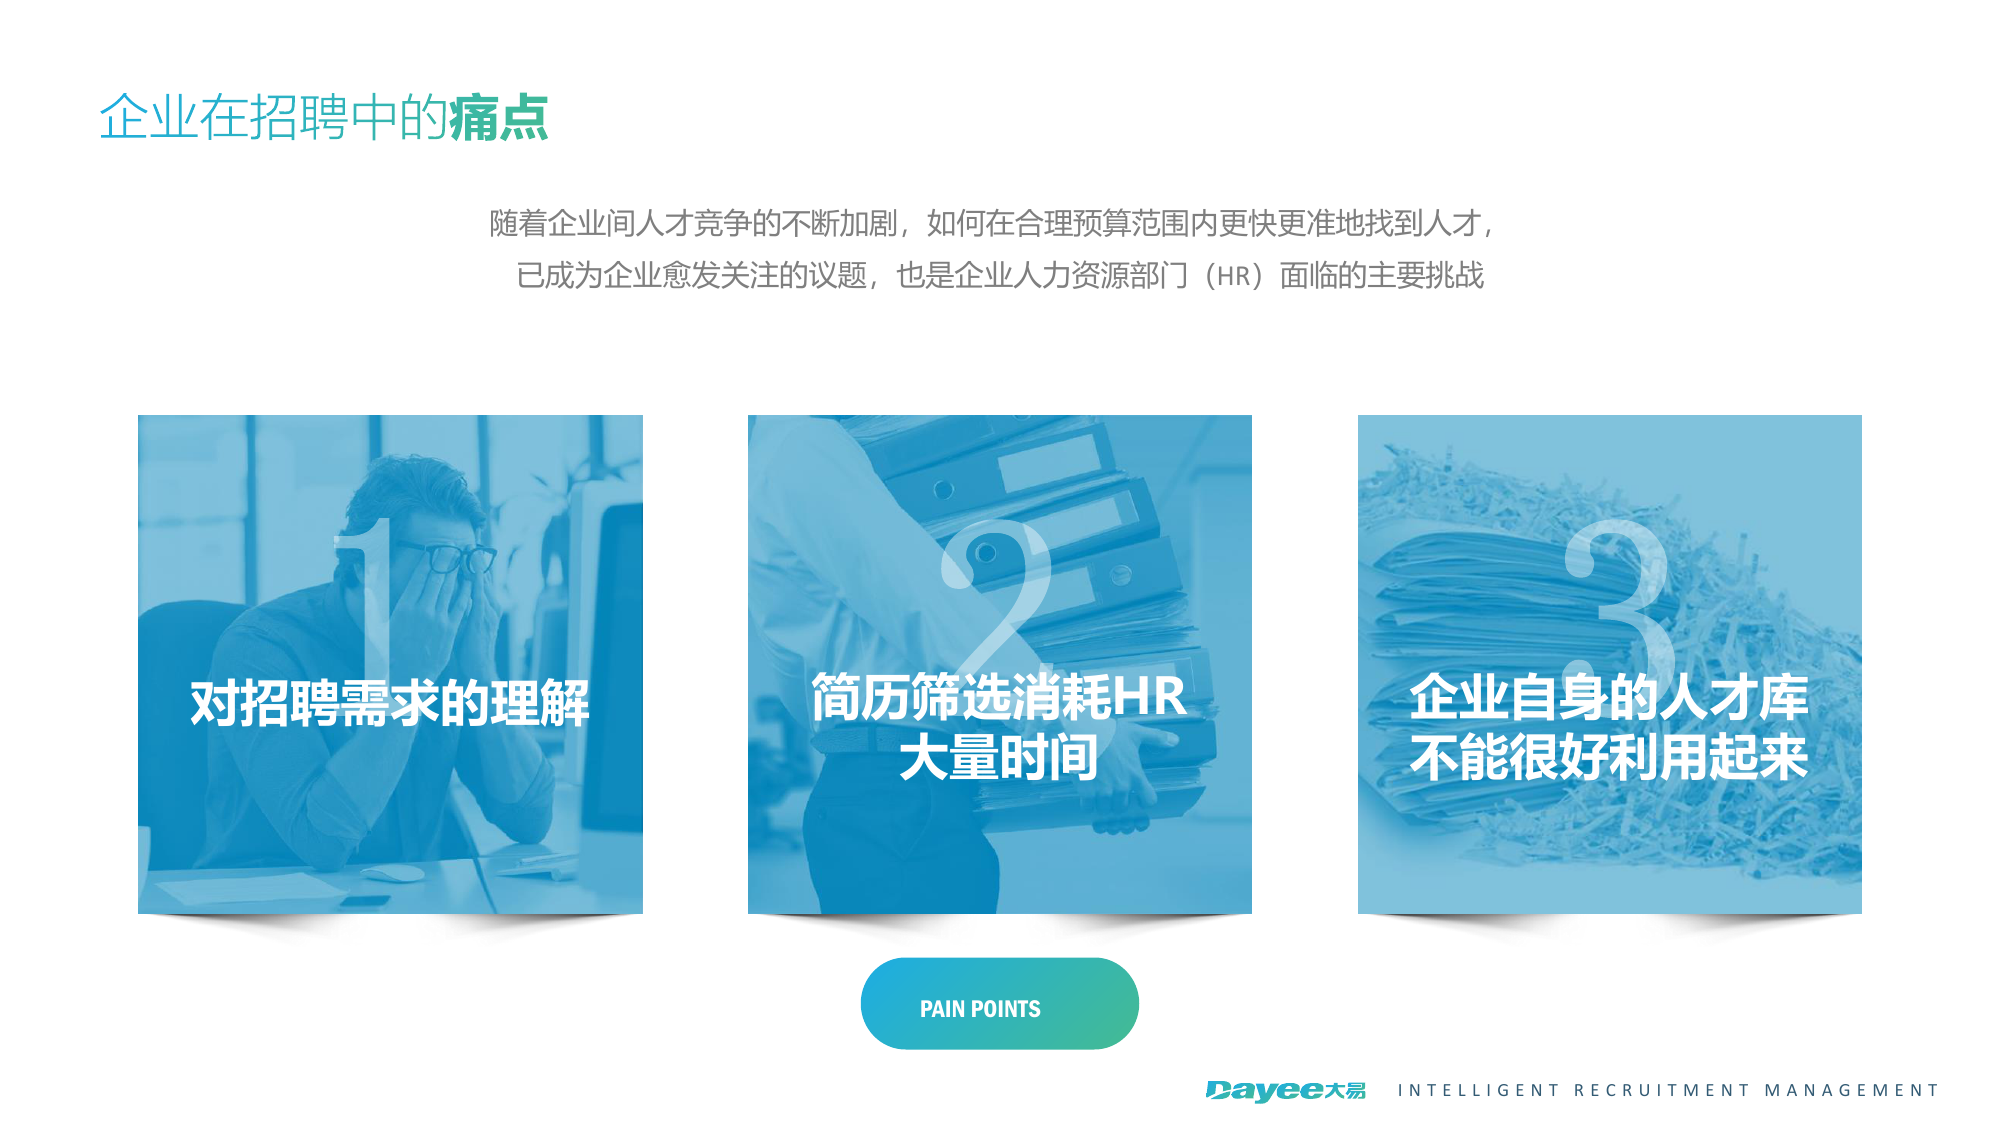 企业在招聘中的痛点
随着企业间人才竞争的不断加剧，如何在合理预算范围内更快更准地找到人才，
已成为企业愈发关注的议题，也是企业人力资源部门（HR）面临的主要挑战
1
对招聘需求的理解
2
简历筛选消耗HR
大量时间
3
企业自身的人才库
不能很好利用起来
PAIN POINTS
Dayee大易 INTELLIGENT RECRUITMENT MANAGEMENT